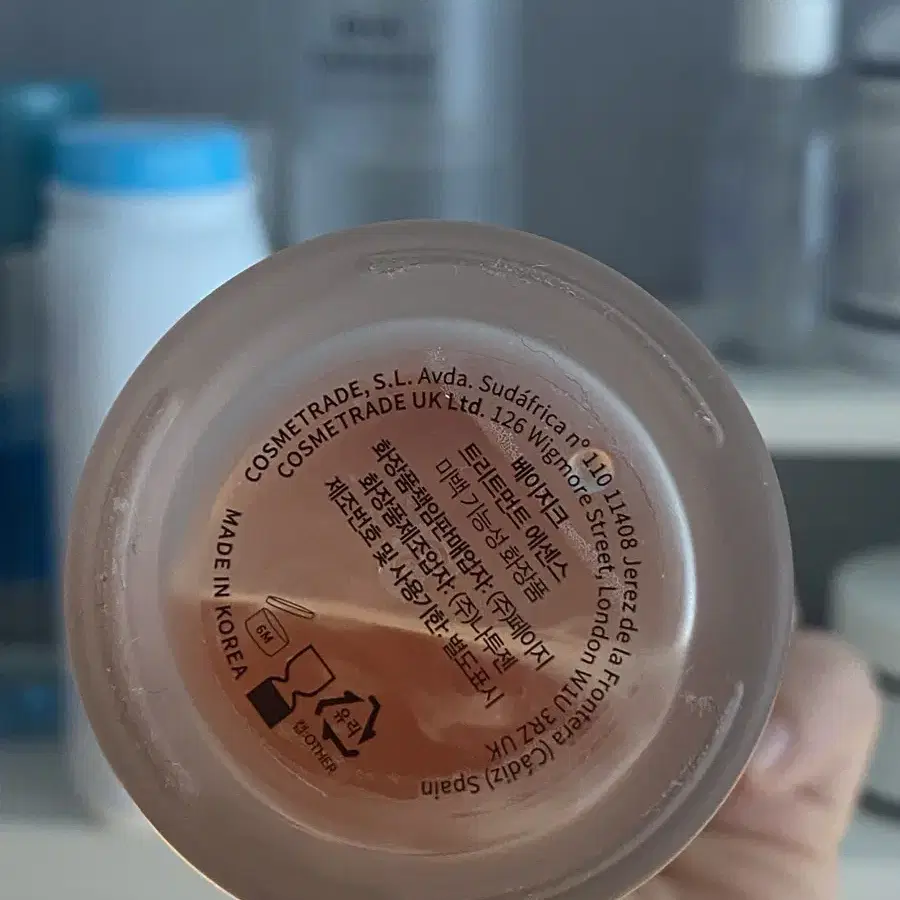 COSMETRADE, S.L. Avda. Sudáfrica nº 110 11408 Jerez de la Frontera (Cádiz) Spain
COSMETRADE UK Ltd. 126 Wigmore Street, London W1U 3RZ UK
베이지크
트리트먼트 에센스
미백 기능성 화장품
화장품책임판매업자: (주)페이지
화장품제조업자: (주)나투젠
제조번호 및 사용기한: 별도표시
MADE IN KOREA
6M
유리
캡:OTHER